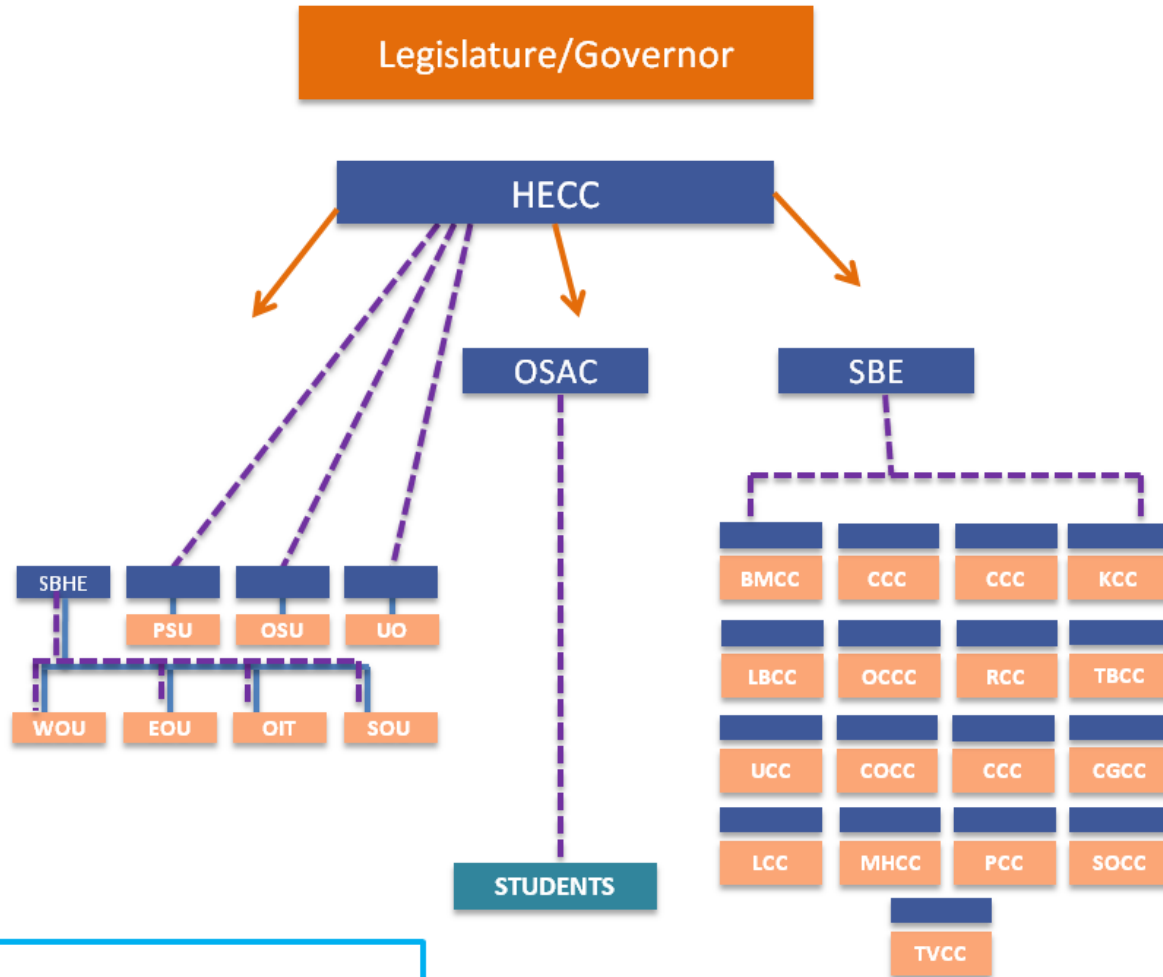 Legislature/Governor
HECC
OSAC
SBE
SBHE
PSU
OSU
UO
WOU
EOU
OIT
SOU
STUDENTS
BMCC
CCC
CCC
KCC
LBCC
OCCC
RCC
TBCC
UCC
COCC
CCC
CGCC
LCC
MHCC
PCC
SOCC
TVCC